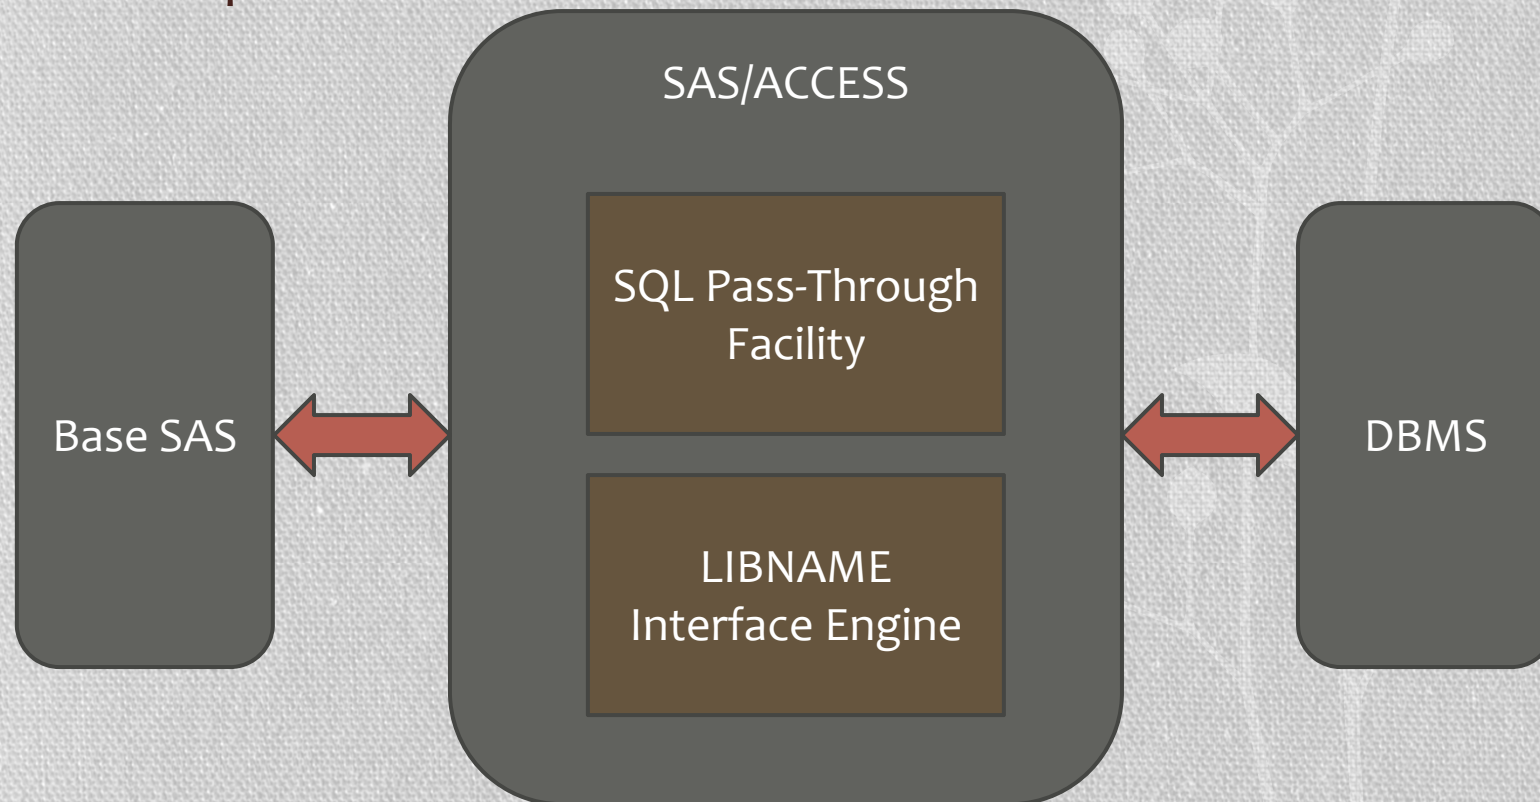 SAS/ACCESS
SQL Pass-Through
Facility
Base SAS
DBMS
LIBNAME
Interface Engine